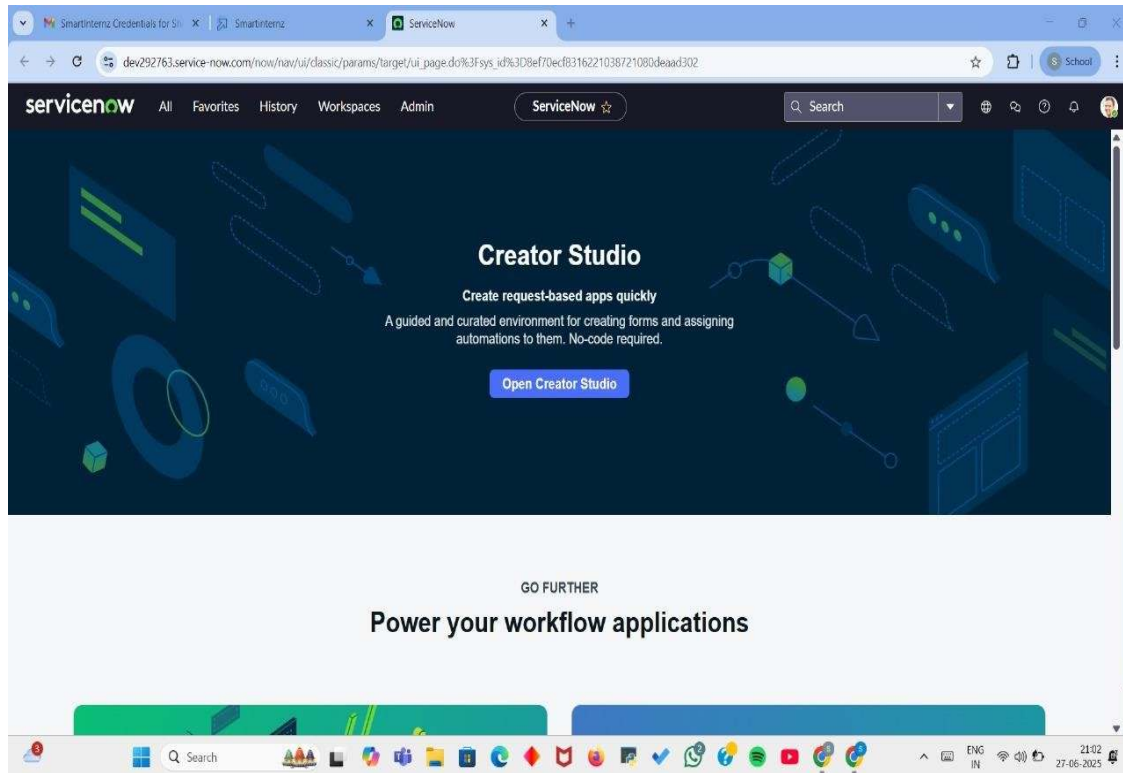 Smartinternz Credentials for Sh
Smartinternz
ServiceNow
dev292763.service-now.com/now/nav/ui/classic/params/target/ui_page.do%3Fsys_id%3D8ef70ecf8316221038721080deaad302
School
servicenow All Favorites History Workspaces Admin ServiceNow Search
Creator Studio
Create request-based apps quickly
A guided and curated environment for creating forms and assigning
automations to them. No-code required.
Open Creator Studio
GO FURTHER
Power your workflow applications
3
Search
ENG
IN
21:02
27-06-2025